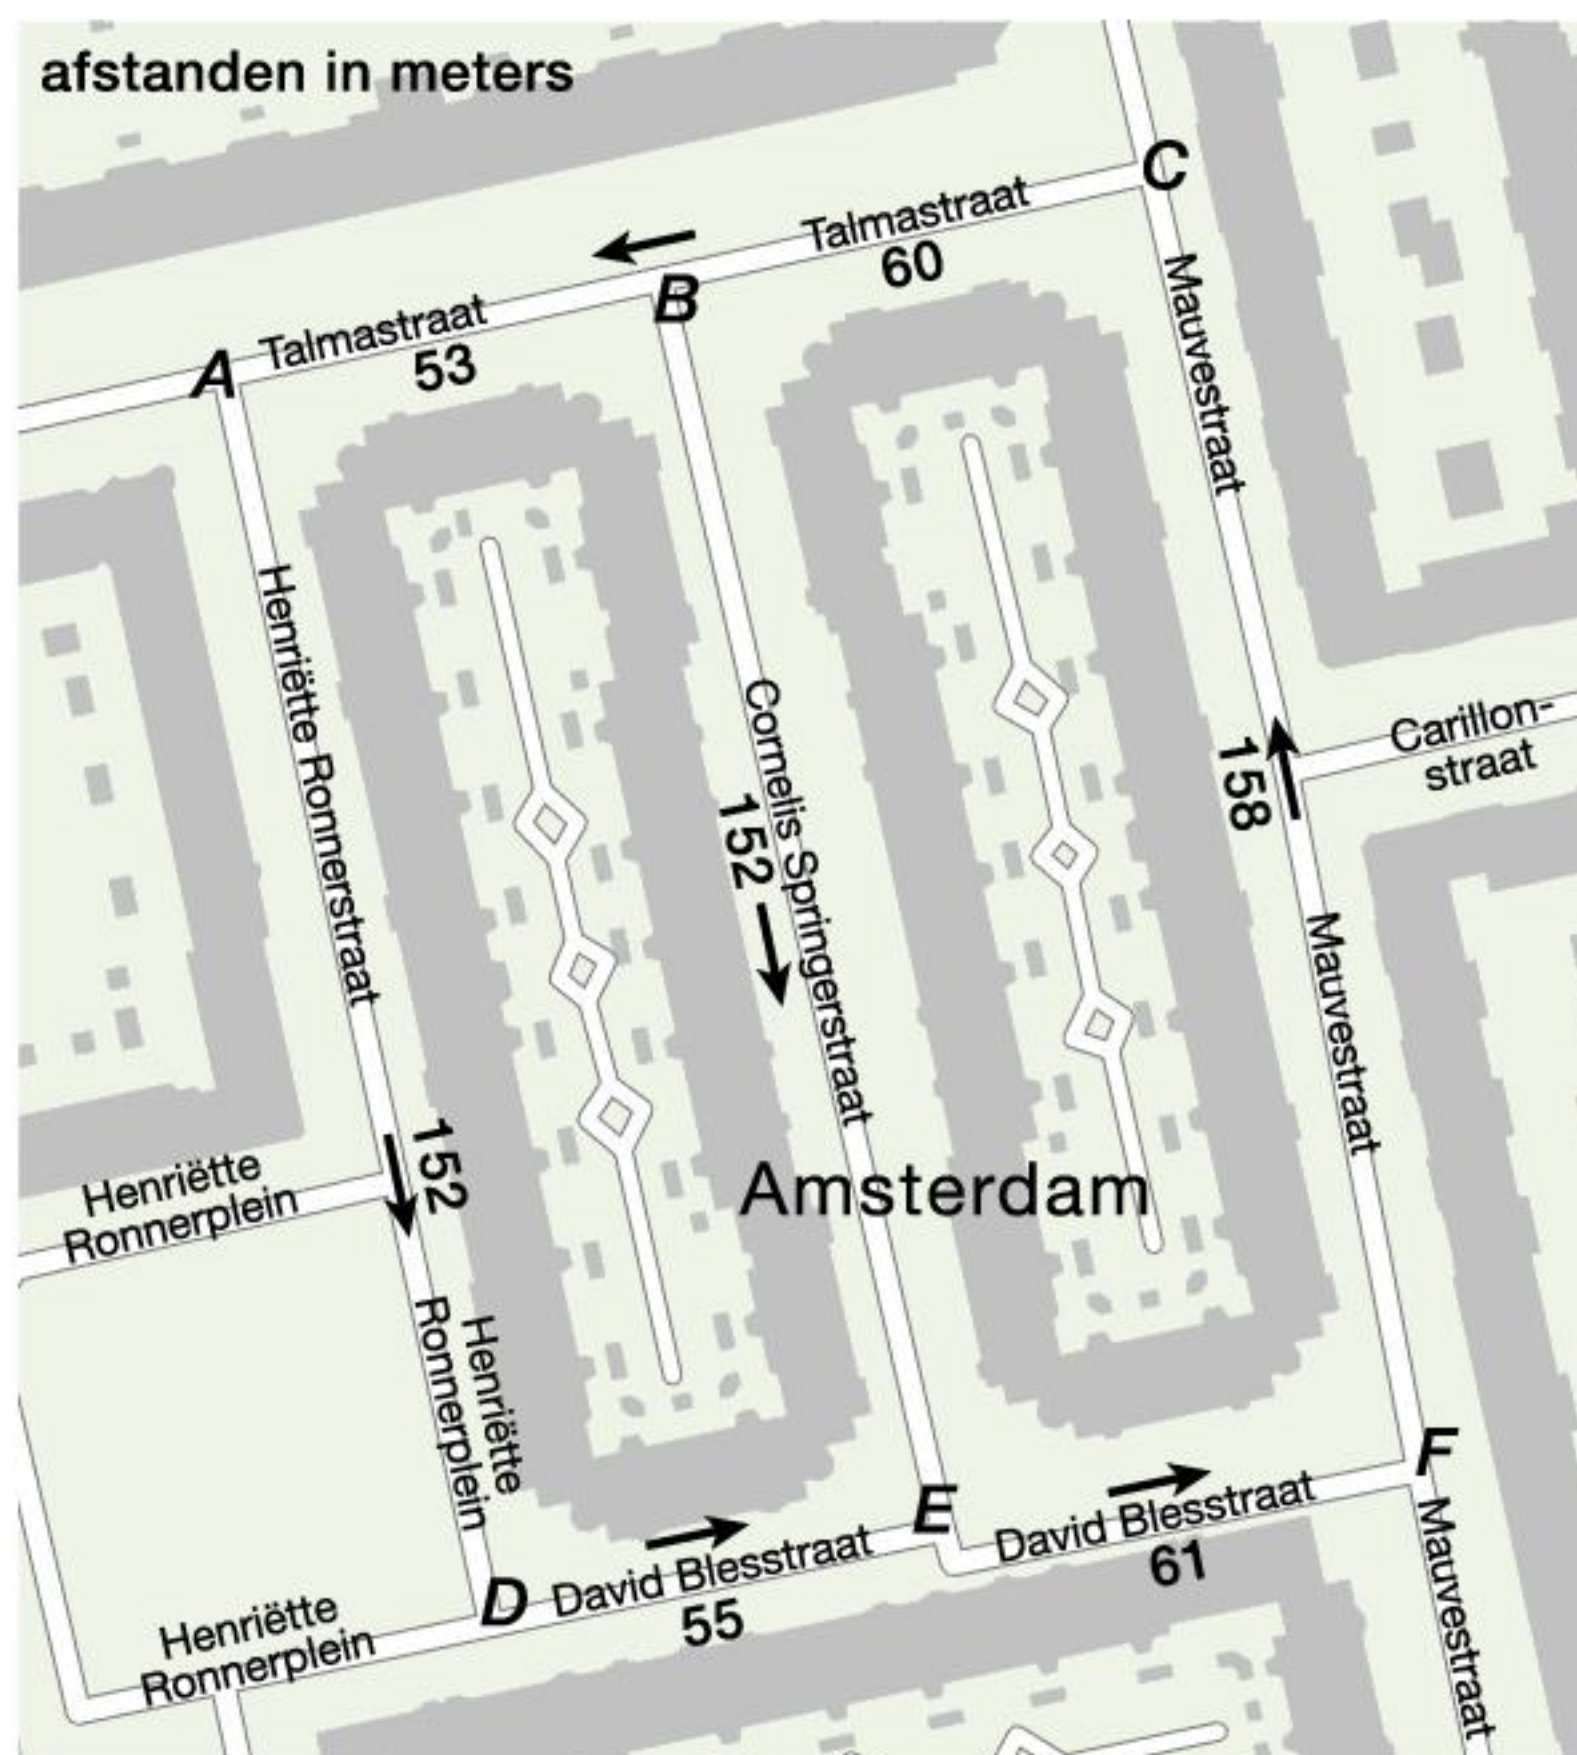 afstanden in meters
C
Talmastraat
60
B
Talmastraat
53
A
Mauvestraat
Henriëtte Ronnerstraat
Cornelis Springerstraat
152
158
Carillon-
straat
Mauvestraat
152
Henriëtte
Ronnerplein
Amsterdam
Henriëtte
Ronnerplein
F
E
David Blesstraat
61
David Blesstraat
55
D
Mauvestraat
Henriëtte
Ronnerplein